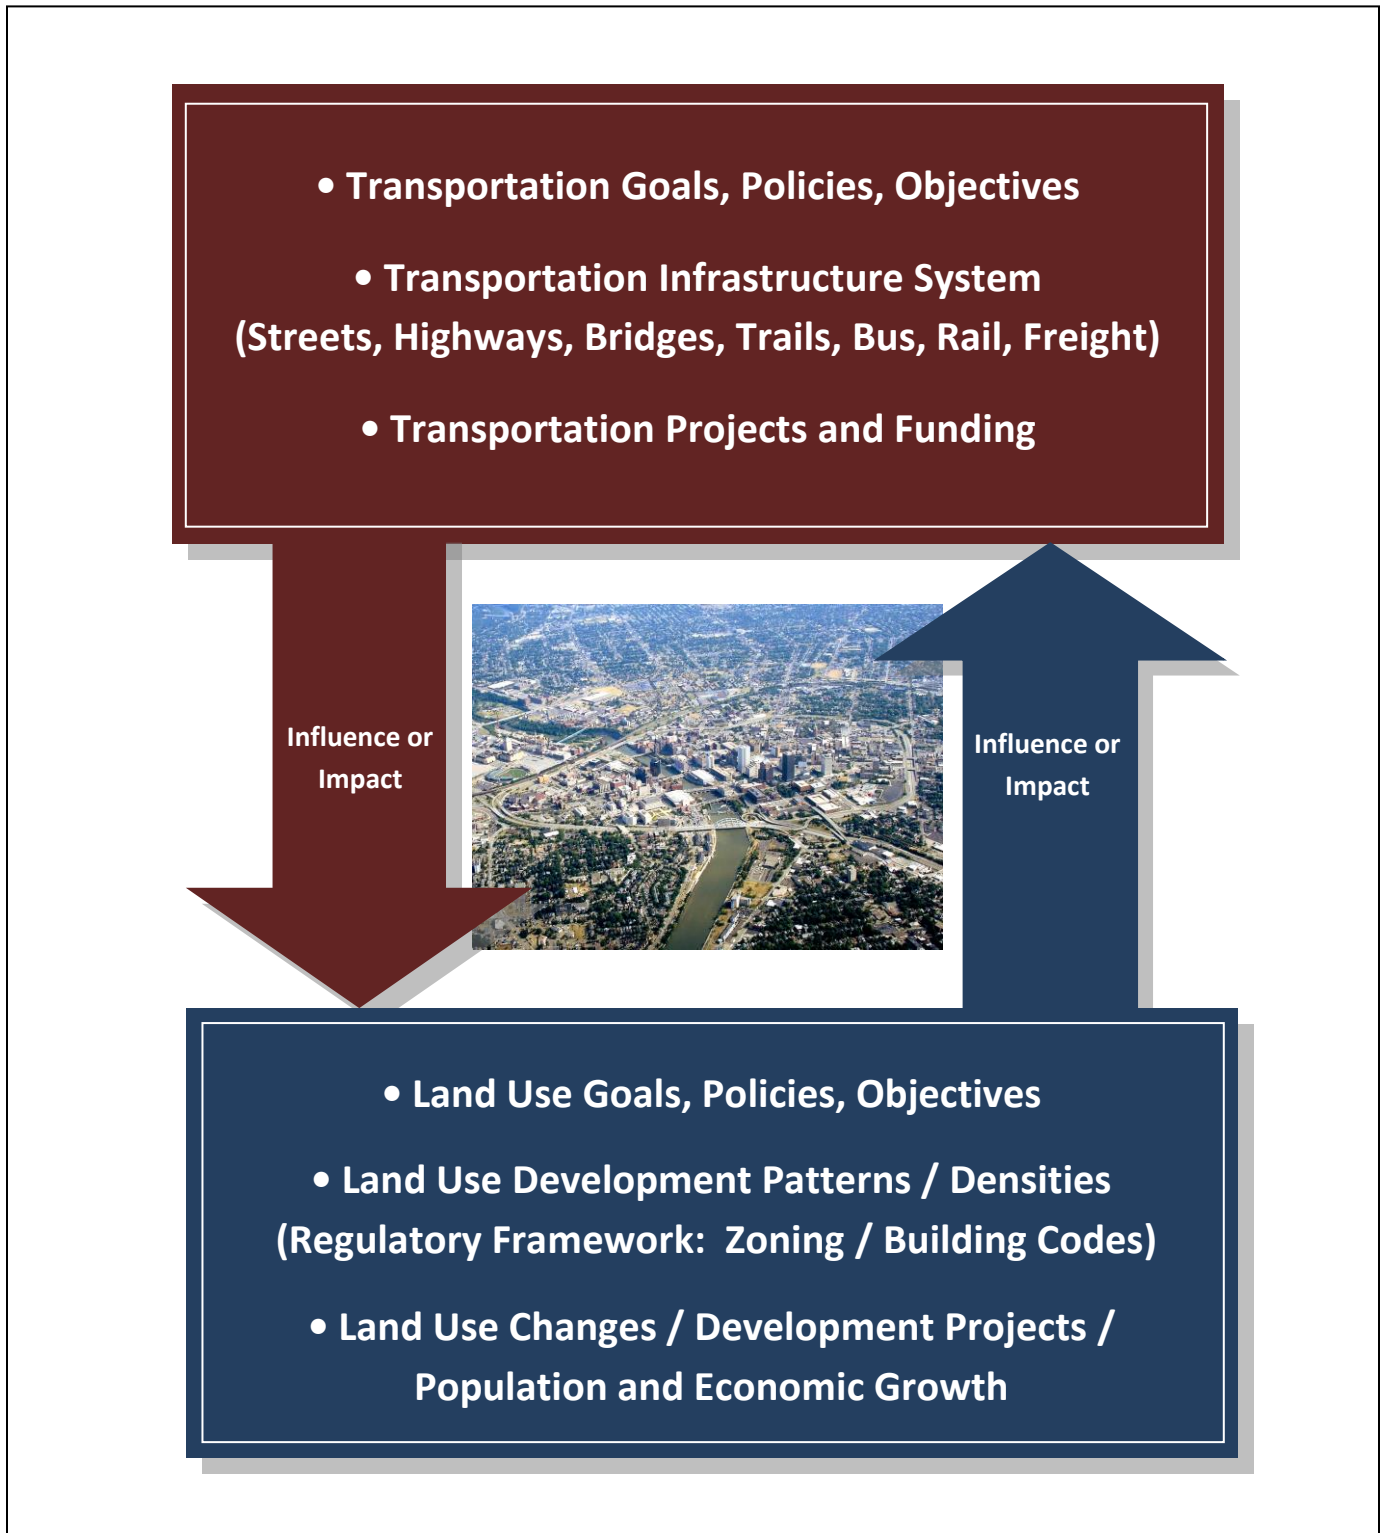 • Transportation Goals, Policies, Objectives
• Transportation Infrastructure System
(Streets, Highways, Bridges, Trails, Bus, Rail, Freight)
• Transportation Projects and Funding
Influence or
Impact
Influence or
Impact
• Land Use Goals, Policies, Objectives
• Land Use Development Patterns / Densities
(Regulatory Framework:  Zoning / Building Codes)
• Land Use Changes / Development Projects /
Population and Economic Growth